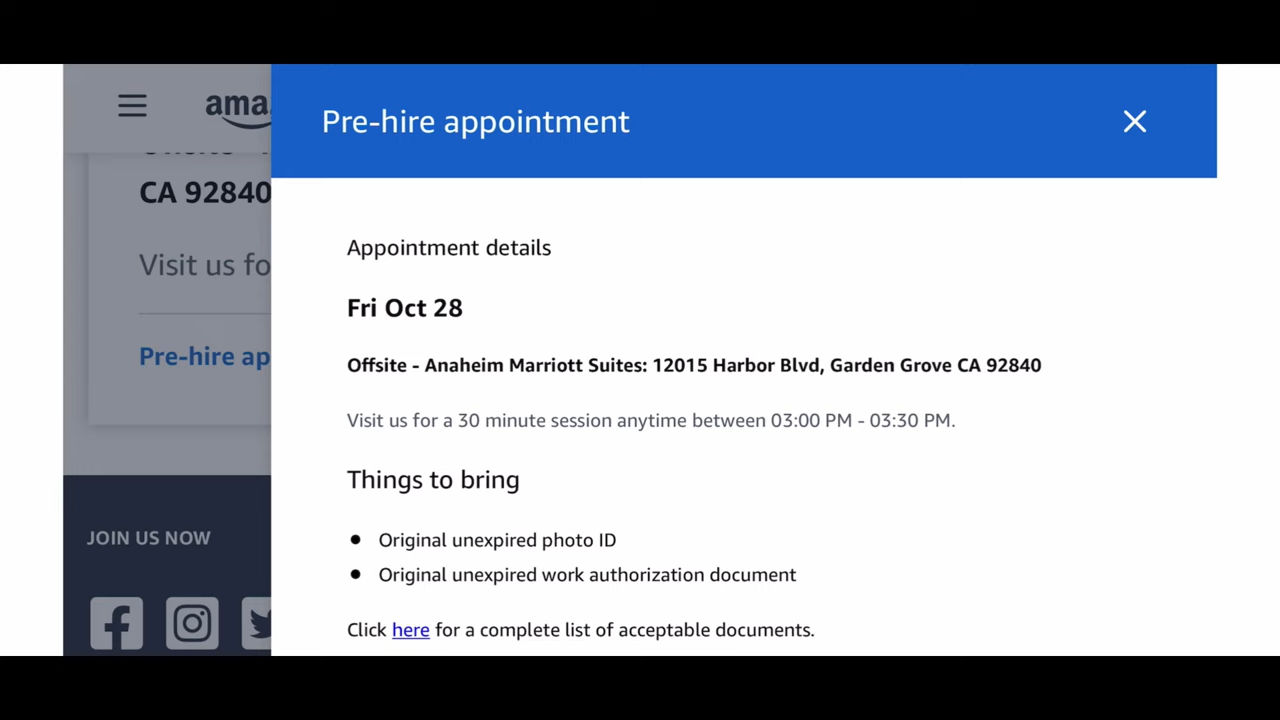 ama
Pre-hire appointment
CA 92840
Visit us fo
Pre-hire ap
JOIN US NOW
Appointment details
Fri Oct 28
Offsite - Anaheim Marriott Suites: 12015 Harbor Blvd, Garden Grove CA 92840
Visit us for a 30 minute session anytime between 03:00 PM - 03:30 PM.
Things to bring
● Original unexpired photo ID
● Original unexpired work authorization document
Click here for a complete list of acceptable documents.